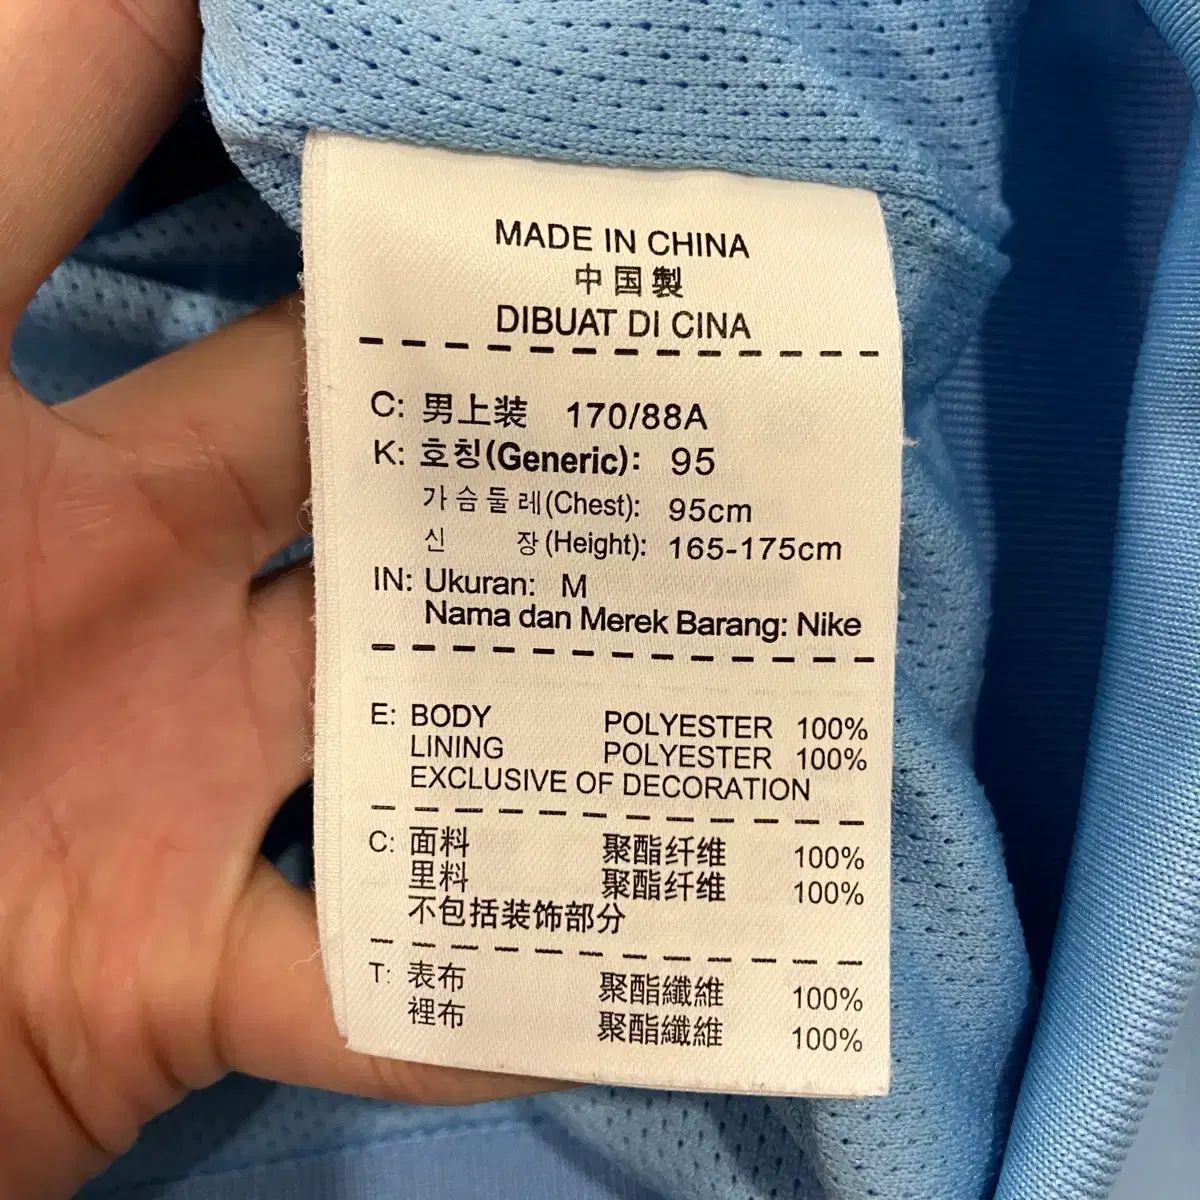 MADE IN CHINA
中国製
DIBUAT DI CINA
C: 男上装 170/88A
K: 호칭(Generic): 95
가슴둘레(Chest): 95cm
신 장(Height): 165-175cm
IN: Ukuran: M
Nama dan Merek Barang: Nike
E: BODY POLYESTER 100%
LINING POLYESTER 100%
EXCLUSIVE OF DECORATION
C: 面料 聚酯纤维 100%
里料 聚酯纤维 100%
不包括装饰部分
T: 表布 聚酯纖維 100%
裡布 聚酯纖維 100%